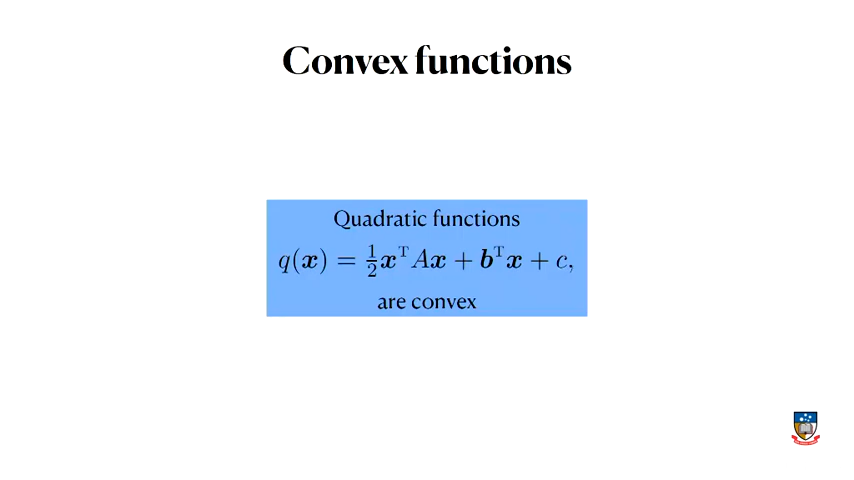 Convex functions
Quadratic functions
q(x) = ½xᵀAx + bᵀx + c,
are convex